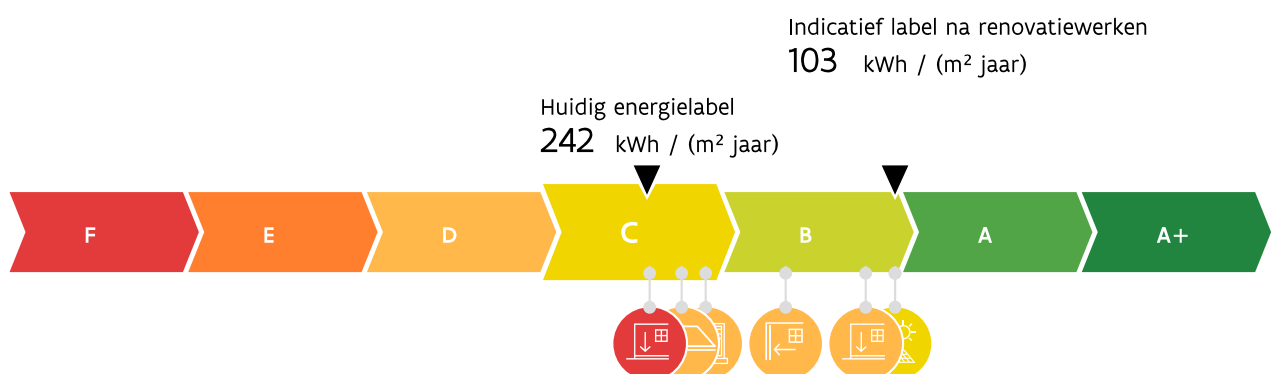 Indicatief label na renovatiewerken
103 kWh / (m² jaar)
Huidig energielabel
242 kWh / (m² jaar)
F E D C B A A+